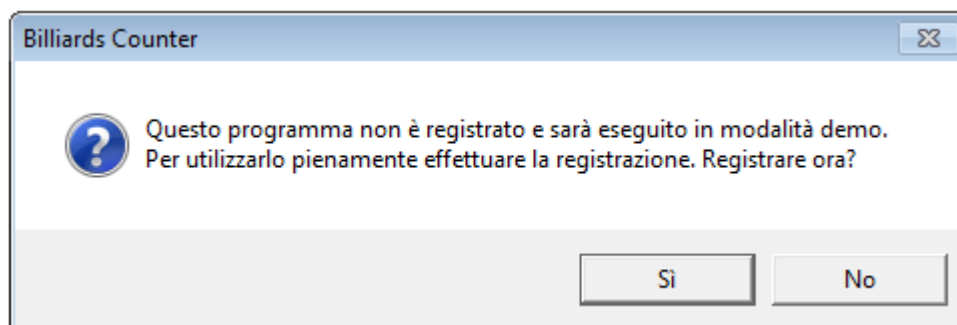 Billiards Counter
Questo programma non è registrato e sarà eseguito in modalità demo.
Per utilizzarlo pienamente effettuare la registrazione. Registrare ora?
Sì
No